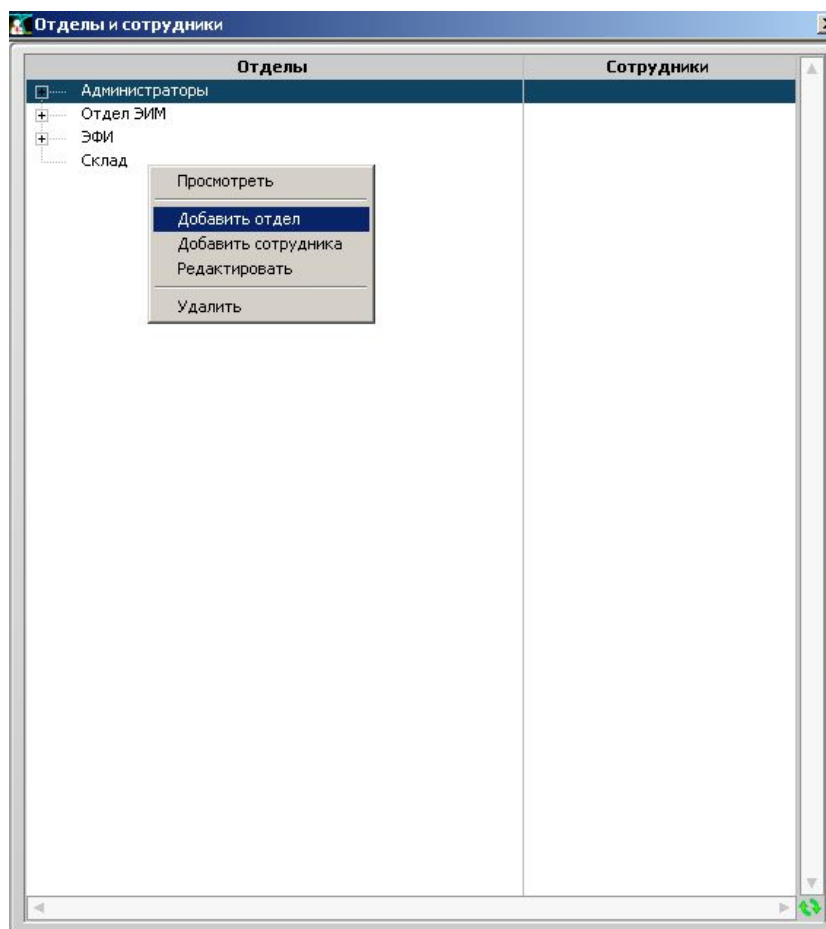 Отделы и сотрудники
Отделы Сотрудники
Администраторы
Отдел ЭИМ
ЭФИ
Склад
Просмотреть
Добавить отдел
Добавить сотрудника
Редактировать
Удалить